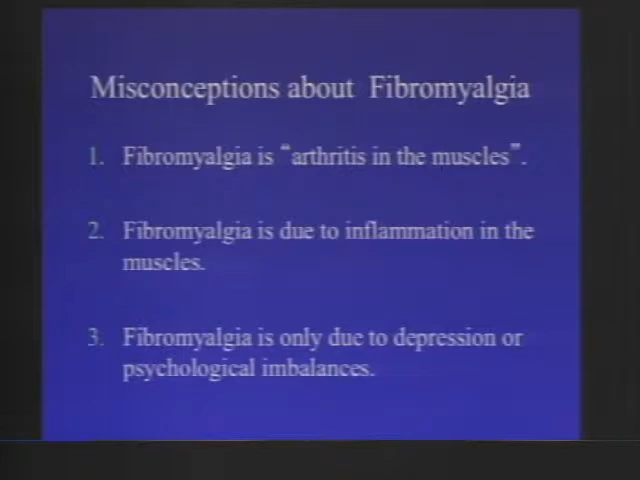 Misconceptions about Fibromyalgia
1. Fibromyalgia is “arthritis in the muscles”.
2. Fibromyalgia is due to inflammation in the
muscles.
3. Fibromyalgia is only due to depression or
psychological imbalances.